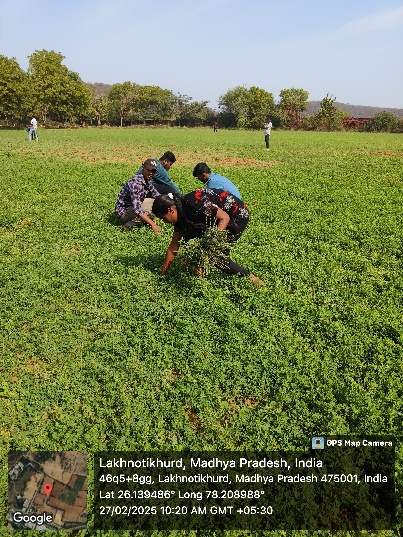 GPS Map Camera
Lakhnotikhurd, Madhya Pradesh, India
46q5+8gg, Lakhnotikhurd, Madhya Pradesh 475001, India
Lat 26.139486° Long 78.208988°
27/02/2025 10:20 AM GMT +05:30
Google